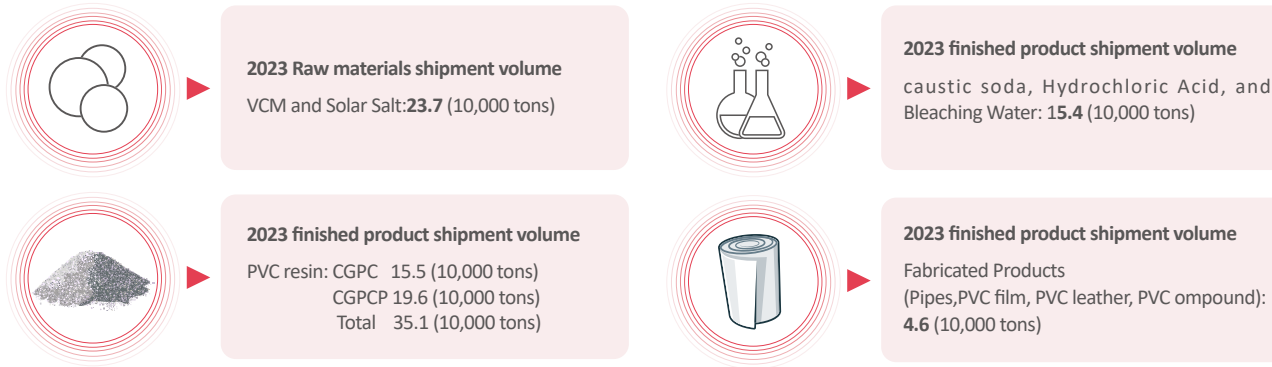 2023 Raw materials shipment volume
VCM and Solar Salt:23.7 (10,000 tons)
2023 finished product shipment volume
caustic soda, Hydrochloric Acid, and
Bleaching Water: 15.4 (10,000 tons)
2023 finished product shipment volume
PVC resin: CGPC 15.5 (10,000 tons)
CGPCP 19.6 (10,000 tons)
Total 35.1 (10,000 tons)
2023 finished product shipment volume
Fabricated Products
(Pipes,PVC film, PVC leather, PVC ompound):
4.6 (10,000 tons)